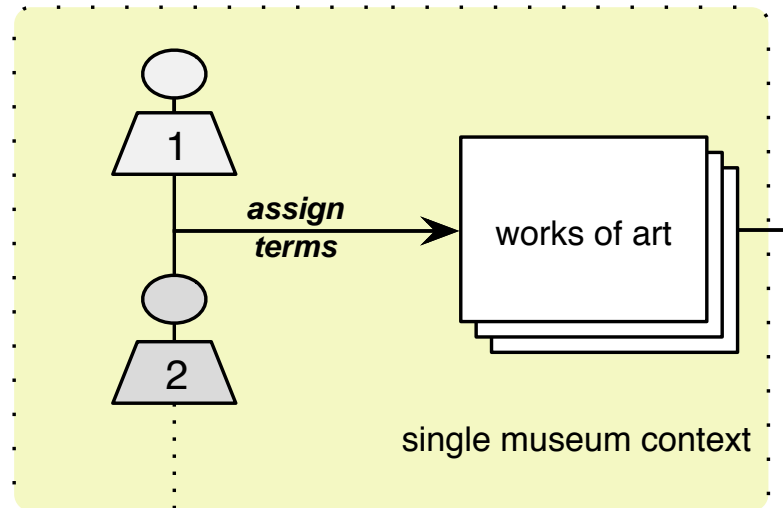 1
assign
terms
works of art
2
single museum context